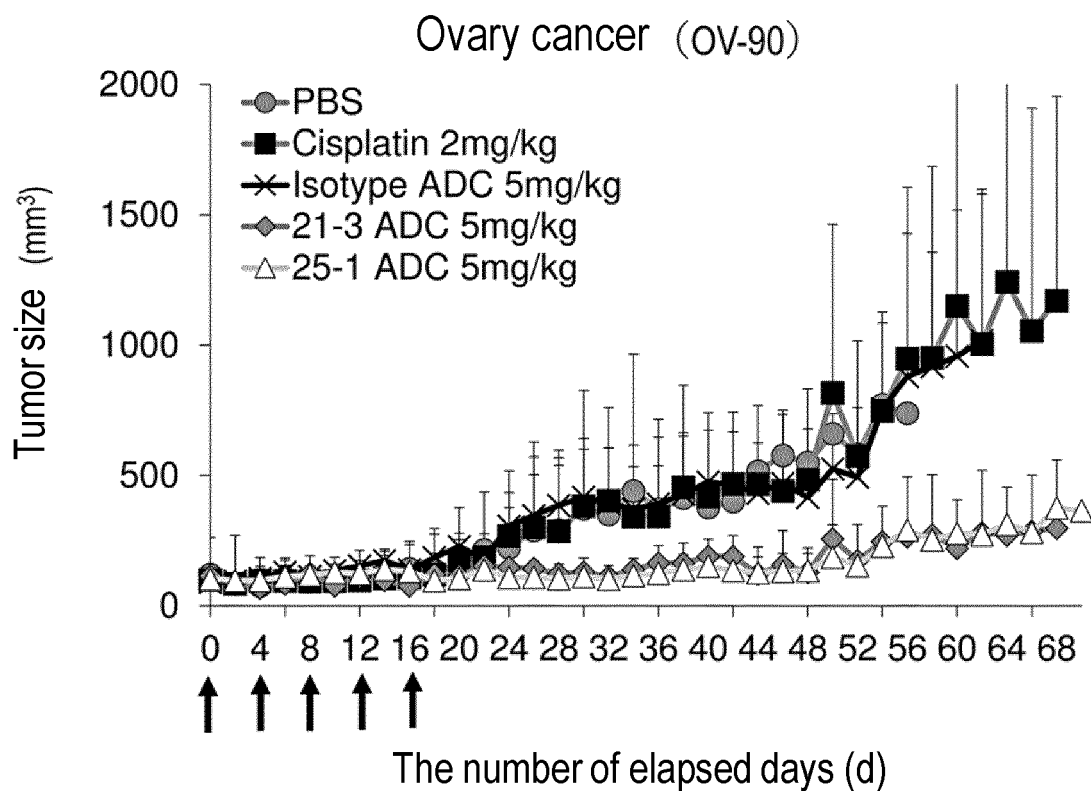 Ovary cancer （OV-90）
2000
1500
1000
500
0
Tumor size (mm³)
PBS
Cisplatin 2mg/kg
Isotype ADC 5mg/kg
21-3 ADC 5mg/kg
25-1 ADC 5mg/kg
0 4 8 12 16 20 24 28 32 36 40 44 48 52 56 60 64 68
The number of elapsed days (d)